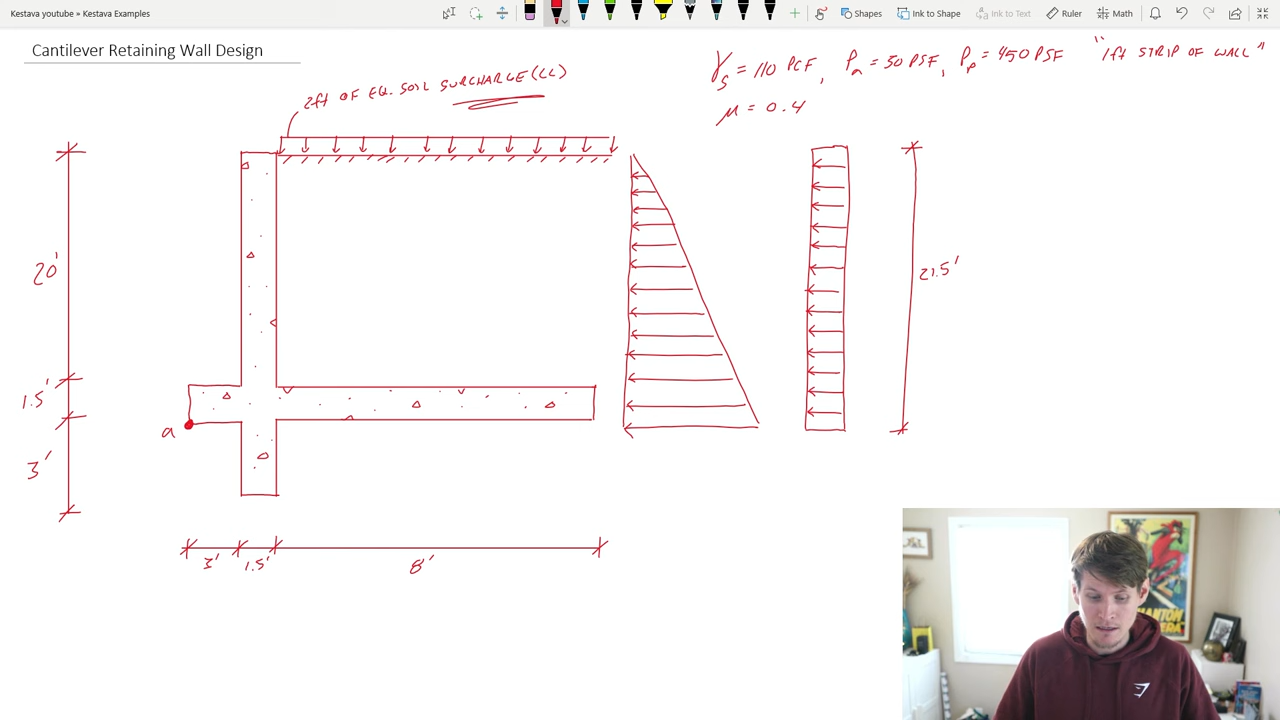 Kestava youtube » Kestava Examples
Shapes
Ink to Shape
Ink to Text
Ruler
Math
Cantilever Retaining Wall Design
γs = 110 PCF, Pa = 50 PSF, Pp = 450 PSF "1ft STRIP OF WALL"
μ = 0.4
2ft OF EQ. SOIL SURCHARGE (LL)
20'
1.5'
3'
a
21.5'
3'
1.5'
8'